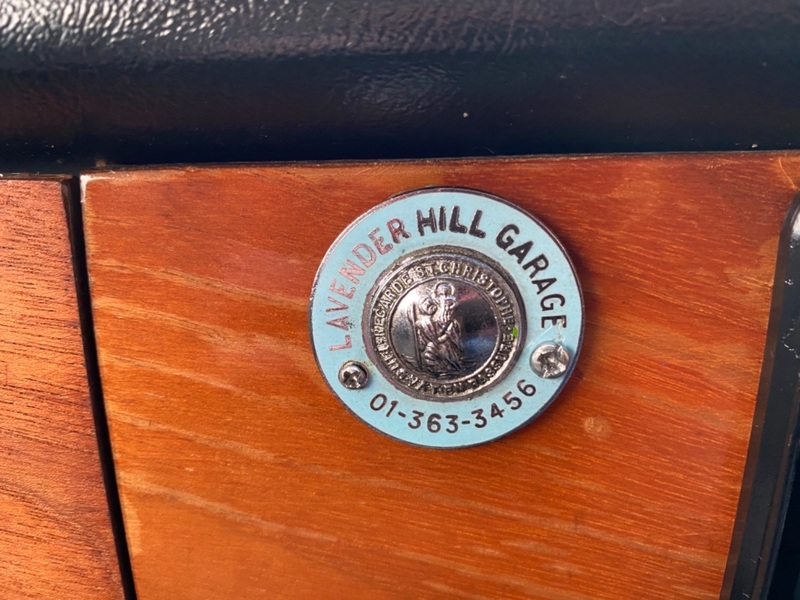 LAVENDER HILL GARAGE
REGARDE ST CHRISTOPHE
01-363-3456